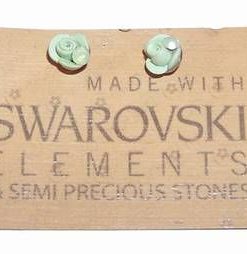 MADE WITH
SWAROVSKI
ELEMENTS
& SEMI PRECIOUS STONES